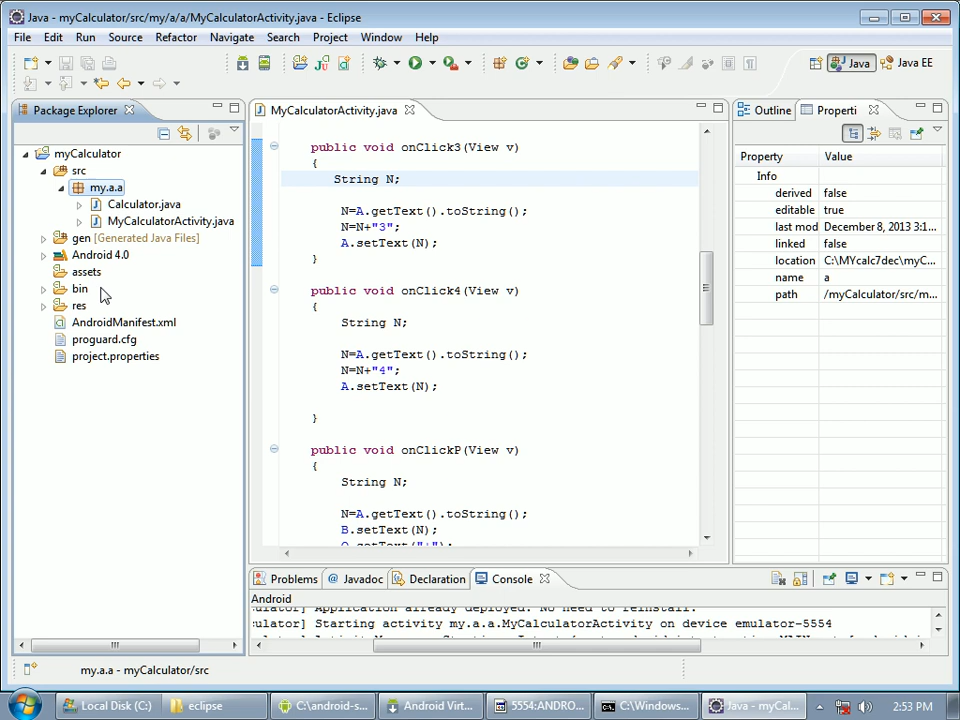 Java - myCalculator/src/my/a/a/MyCalculatorActivity.java - Eclipse
File Edit Run Source Refactor Navigate Search Project Window Help
Java Java EE
Package Explorer
myCalculator
src
my.a.a
Calculator.java
MyCalculatorActivity.java
gen [Generated Java Files]
Android 4.0
assets
bin
res
AndroidManifest.xml
proguard.cfg
project.properties
MyCalculatorActivity.java
public void onClick3(View v)
{
String N;
N=A.getText().toString();
N=N+"3";
A.setText(N);
}
public void onClick4(View v)
{
String N;
N=A.getText().toString();
N=N+"4";
A.setText(N);
}
public void onClickP(View v)
{
String N;
N=A.getText().toString();
B.setText(N);
Outline Properti
Property Value
Info
derived false
editable true
last mod December 8, 2013 3:1...
linked false
location C:\MYcalc7dec\myC...
name a
path /myCalculator/src/m...
Problems @ Javadoc Declaration Console
Android
culator] Application already deployed. No need to reinstall.
culator] Starting activity my.a.a.MyCalculatorActivity on device emulator-5554
my.a.a - myCalculator/src
Local Disk (C:) eclipse C:\android-s... Android Virt... 5554:ANDRO... C:\Windows... Java - myCal... 2:53 PM